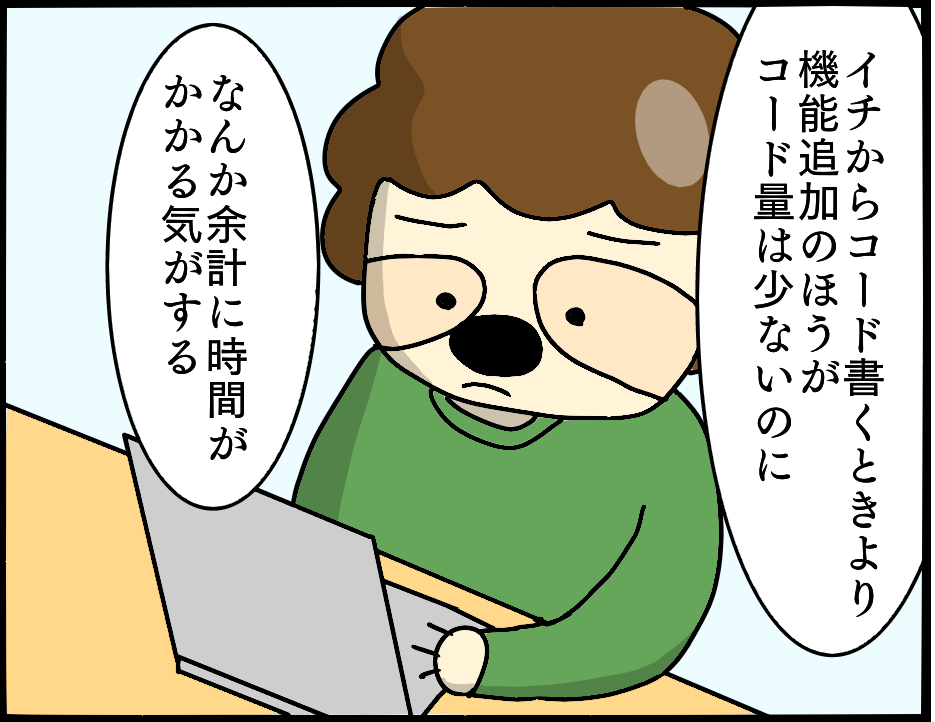 イチからコード書くときより
機能追加のほうが
コード量は少ないのに
なんか余計に時間が
かかる気がする